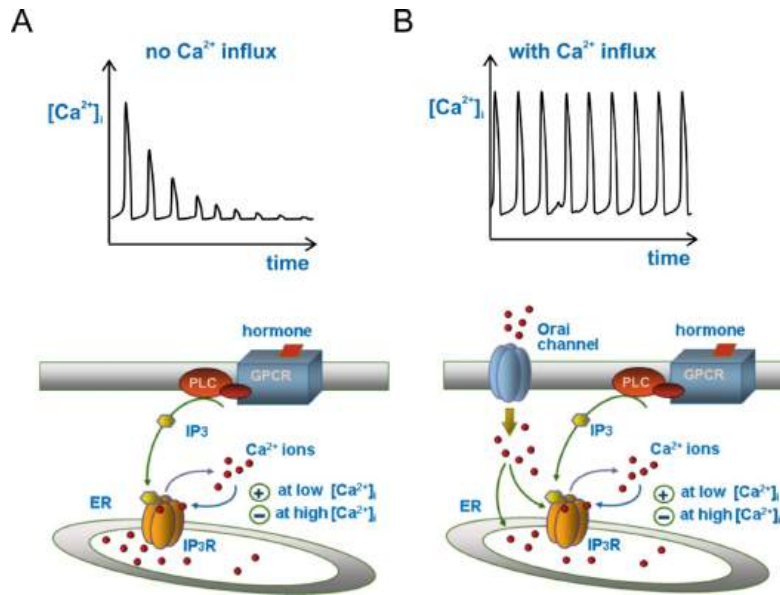 A
no Ca²⁺ influx
[Ca²⁺]ᵢ
time
hormone
PLC
GPCR
IP₃
Ca²⁺ ions
ER
+ at low [Ca²⁺]ᵢ
− at high [Ca²⁺]ᵢ
IP₃R
B
with Ca²⁺ influx
[Ca²⁺]ᵢ
time
Orai
channel
hormone
PLC
GPCR
IP₃
Ca²⁺ ions
ER
+ at low [Ca²⁺]ᵢ
− at high [Ca²⁺]ᵢ
IP₃R